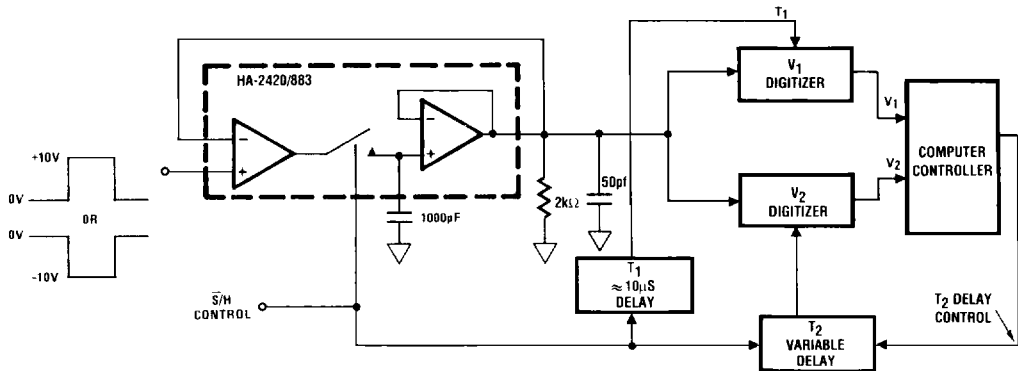 T1
HA-2420/883
V1
DIGITIZER
V1
+10V
0V
OR
0V
-10V
-
+
-
+
1000pF
2kΩ
50pf
V2
DIGITIZER
V2
COMPUTER
CONTROLLER
T1
≈ 10μS
DELAY
S̅/H
CONTROL
T2
VARIABLE
DELAY
T2 DELAY
CONTROL